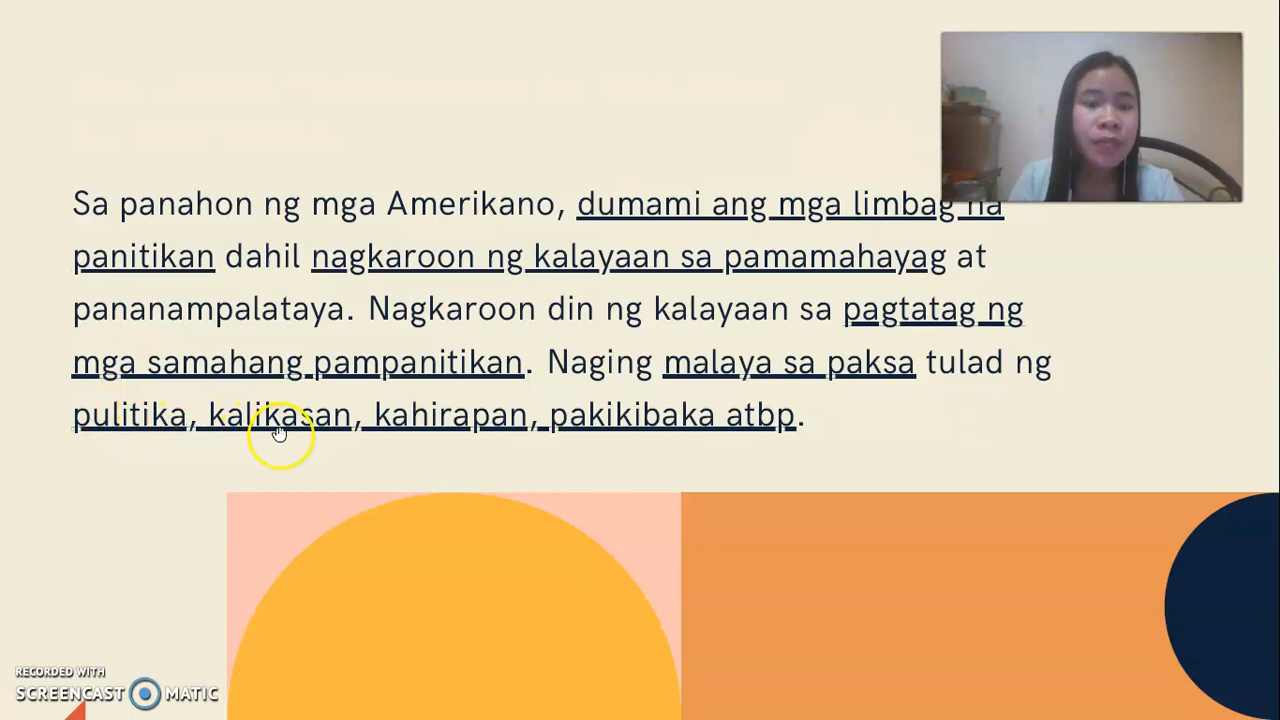 Sa panahon ng mga Amerikano, dumami ang mga limbag na
panitikan dahil nagkaroon ng kalayaan sa pamamahayag at
pananampalataya. Nagkaroon din ng kalayaan sa pagtatag ng
mga samahang pampanitikan. Naging malaya sa paksa tulad ng
pulitika, kalikasan, kahirapan, pakikibaka atbp.
RECORDED WITH
SCREENCAST MATIC